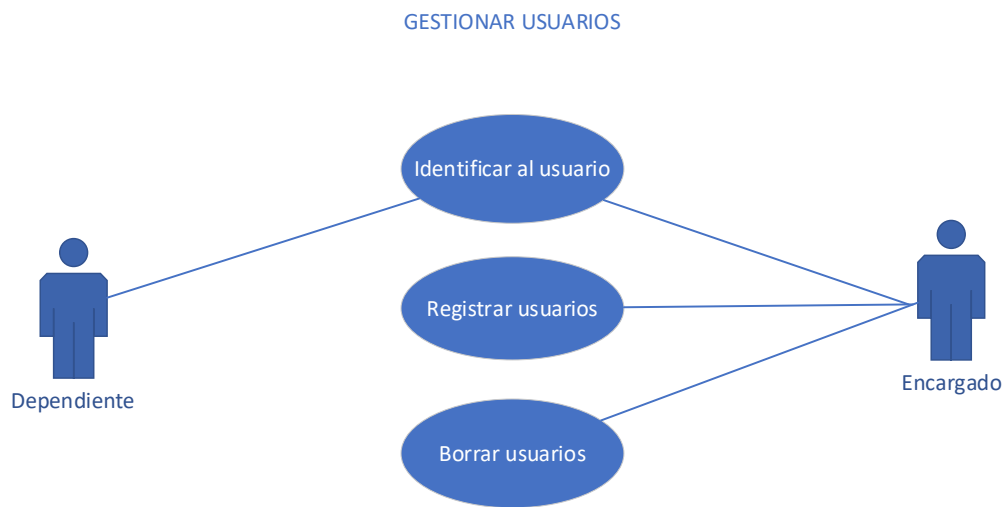 GESTIONAR USUARIOS
Identificar al usuario
Registrar usuarios
Encargado
Dependiente
Borrar usuarios